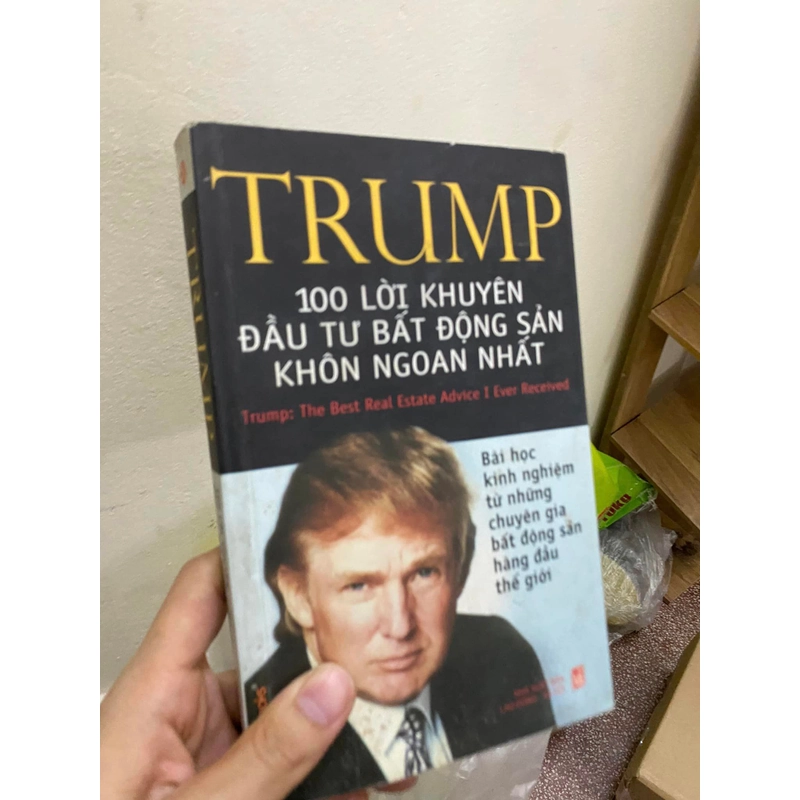 TRUMP
100 LỜI KHUYÊN
ĐẦU TƯ BẤT ĐỘNG SẢN
KHÔN NGOAN NHẤT
Trump: The Best Real Estate Advice I Ever Received
Bài học
kinh nghiệm
từ những
chuyên gia
bất động sản
hàng đầu
thế giới